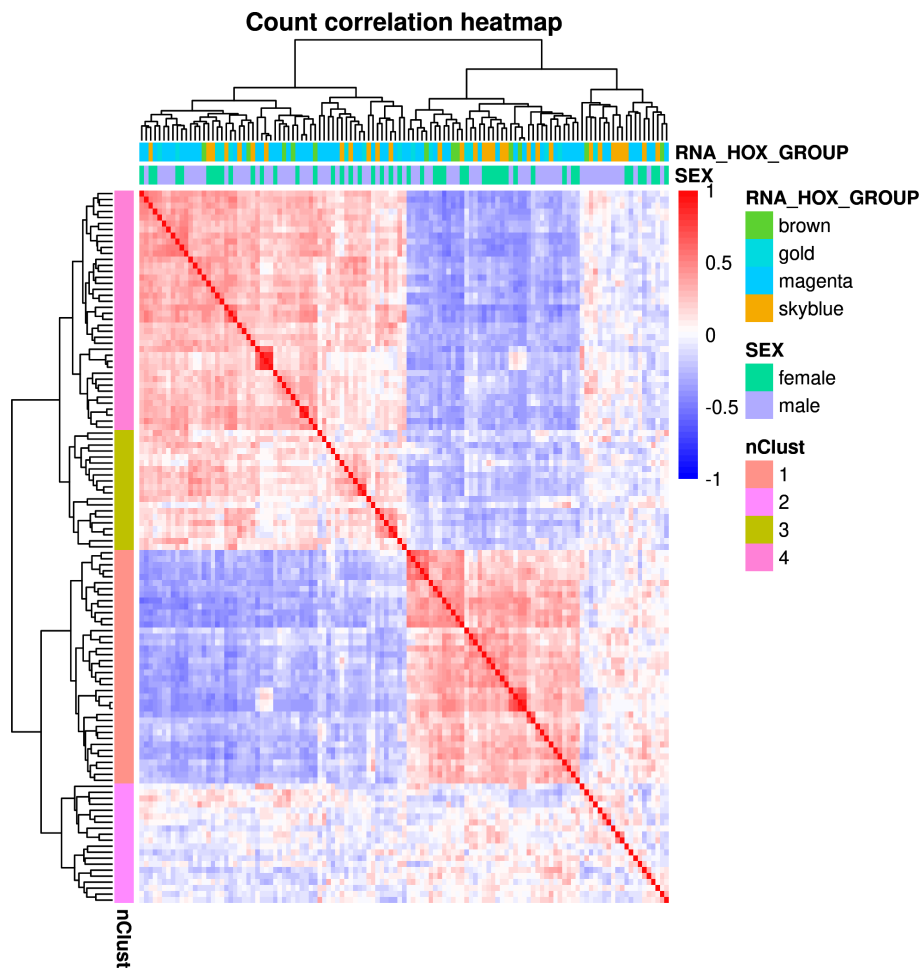 Count correlation heatmap
RNA_HOX_GROUP
SEX
1
0.5
0
-0.5
-1
RNA_HOX_GROUP
brown
gold
magenta
skyblue
SEX
female
male
nClust
1
2
3
4
nClust